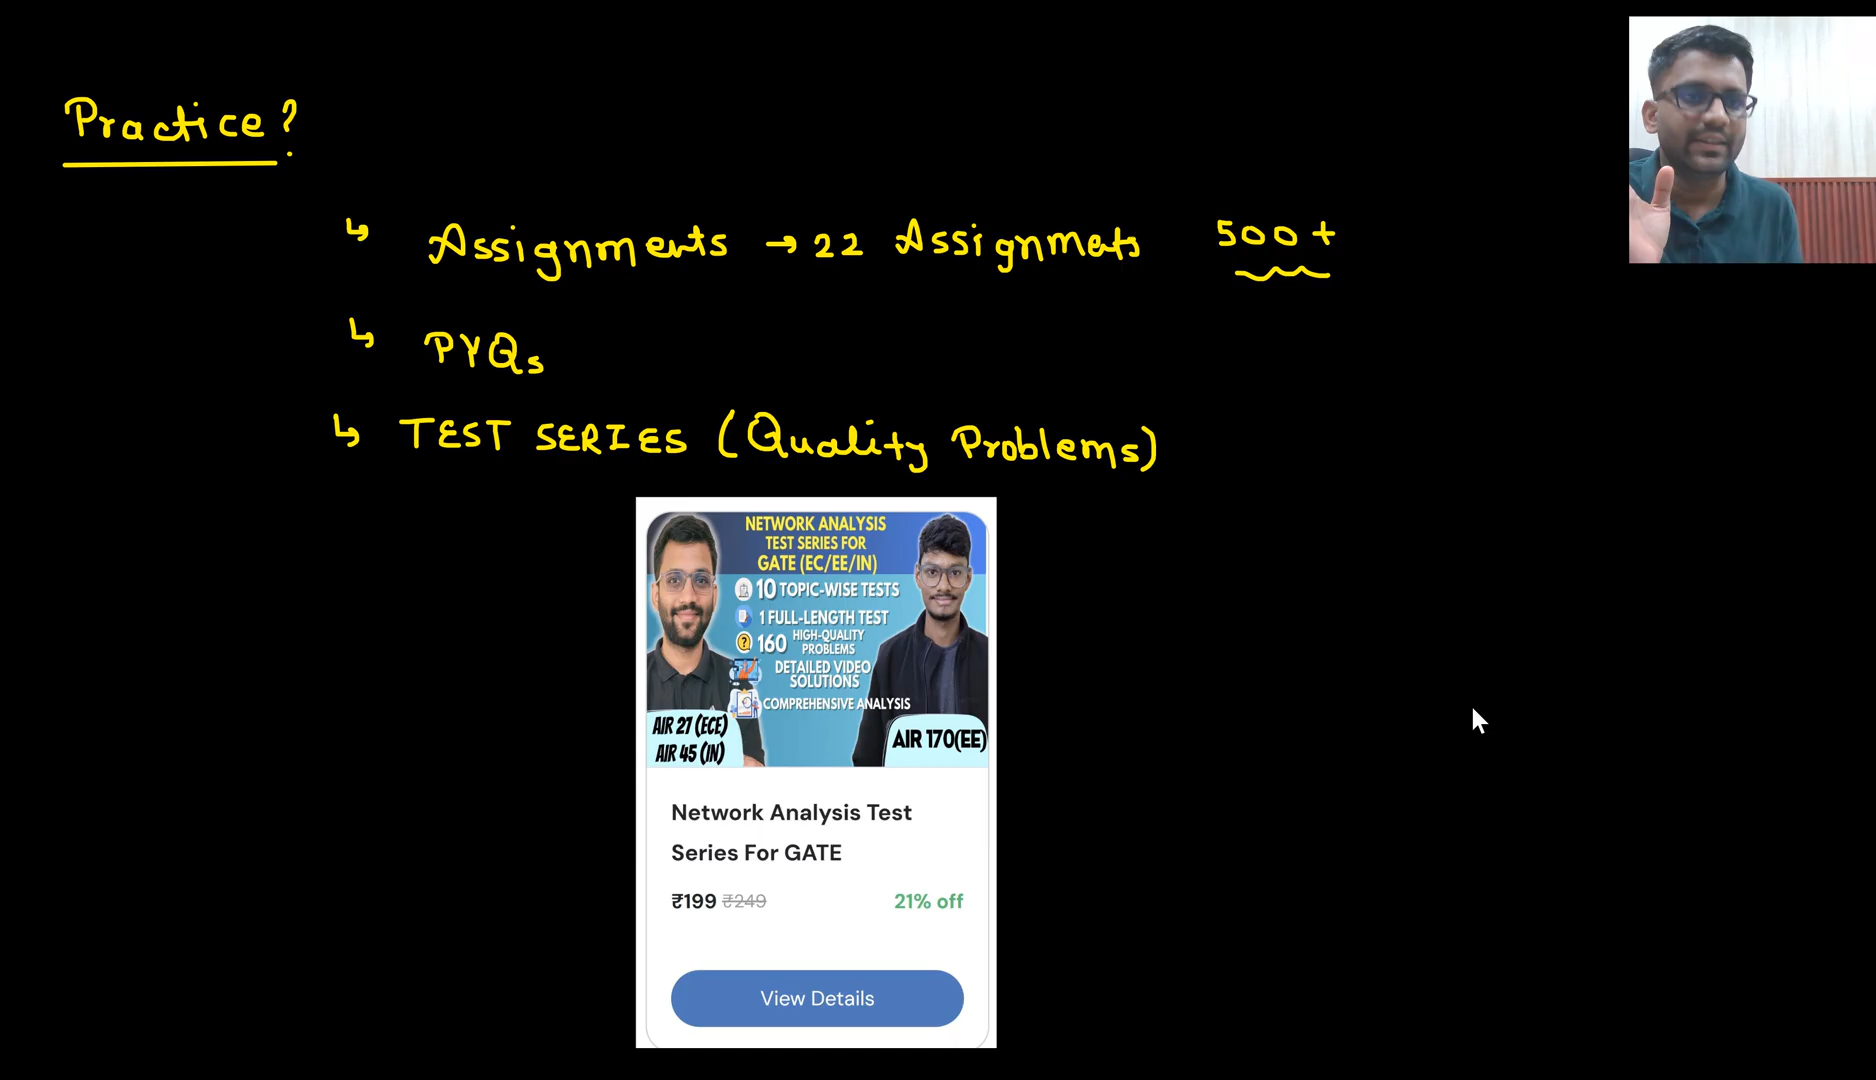 Practice?
↳ Assignments → 22 Assignmets 500+
↳ PYQs
↳ TEST SERIES (Quality Problems)
NETWORK ANALYSIS
TEST SERIES FOR
GATE (EC/EE/IN)
10 TOPIC-WISE TESTS
1 FULL-LENGTH TEST
160 HIGH-QUALITY
PROBLEMS
DETAILED VIDEO
SOLUTIONS
COMPREHENSIVE ANALYSIS
AIR 27 (ECE)
AIR 45 (IN)
AIR 170(EE)
Network Analysis Test
Series For GATE
₹199 ₹249 21% off
View Details